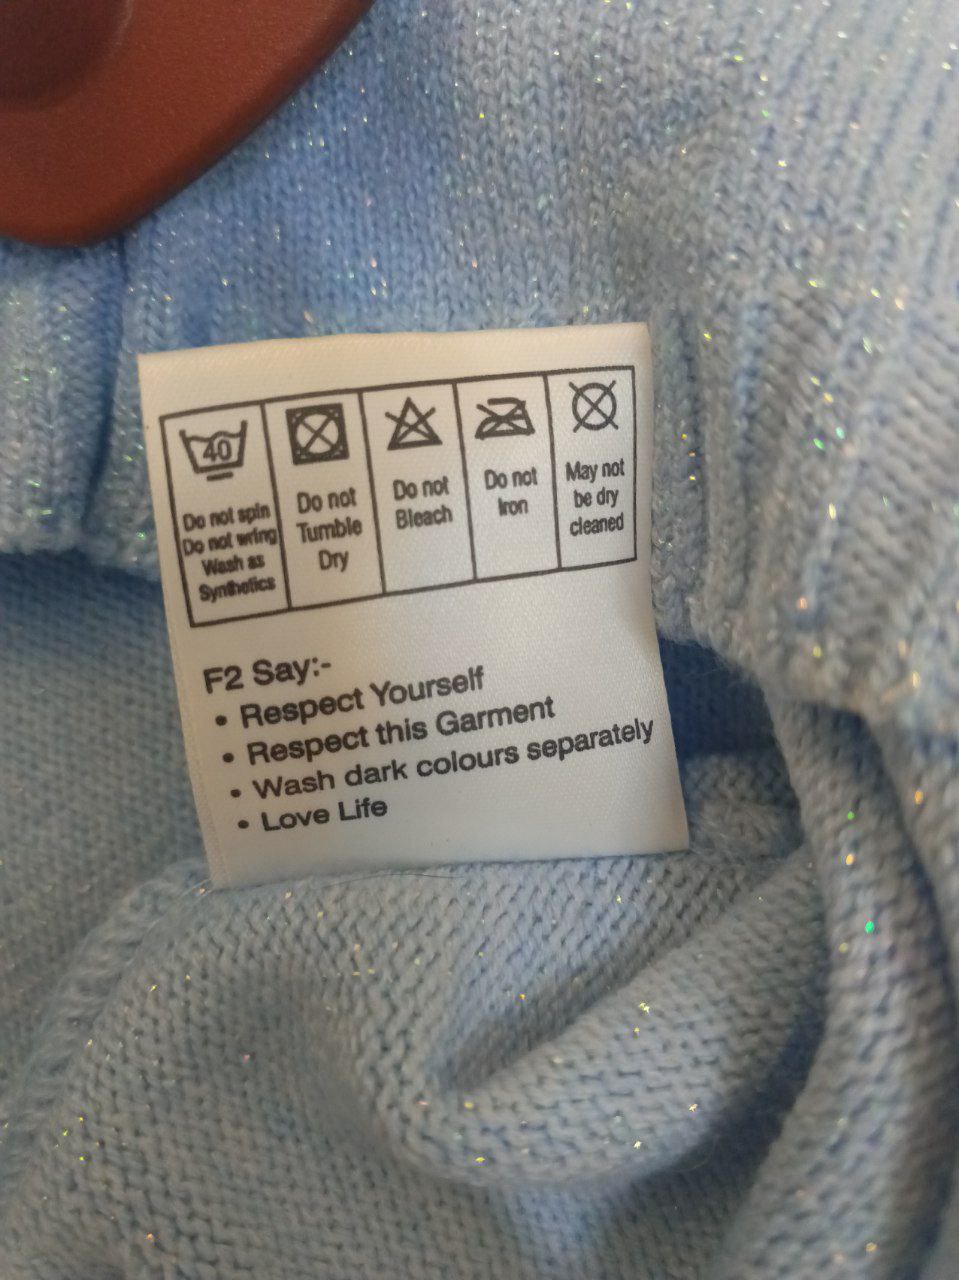 40
Do not spin
Do not wring
Wash as
Synthetics
Do not
Tumble
Dry
Do not
Bleach
Do not
Iron
May not
be dry
cleaned
F2 Say:-
• Respect Yourself
• Respect this Garment
• Wash dark colours separately
• Love Life